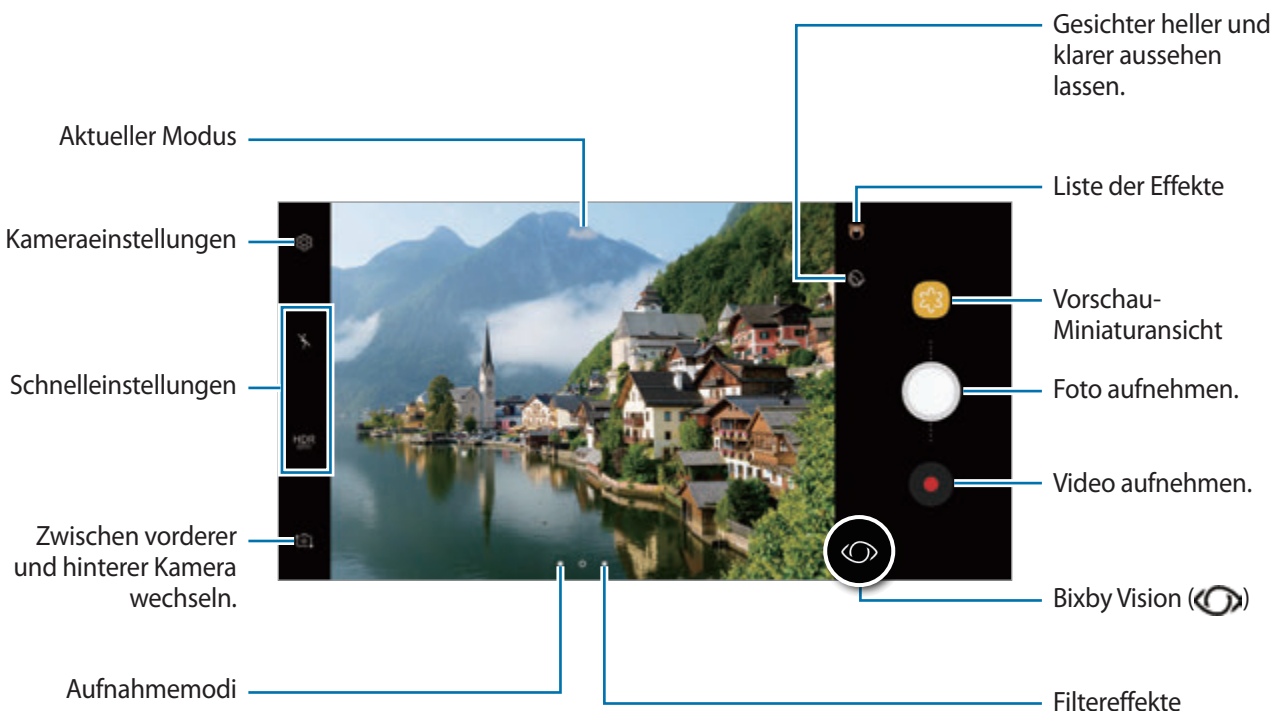 Gesichter heller und
klarer aussehen
lassen.
Aktueller Modus
Liste der Effekte
Kameraeinstellungen
Vorschau-
Miniaturansicht
Schnelleinstellungen
Foto aufnehmen.
HDR
Video aufnehmen.
Zwischen vorderer
und hinterer Kamera
wechseln.
Bixby Vision ( )
Aufnahmemodi
Filtereffekte